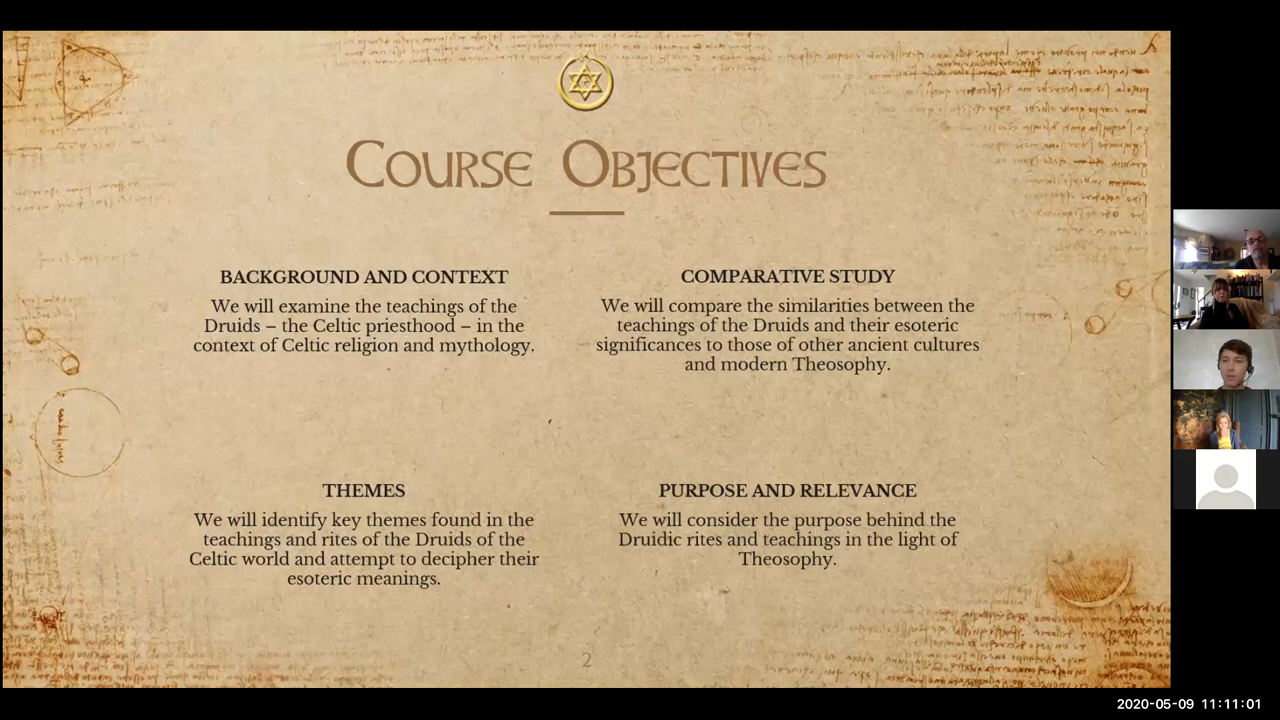 Course Objectives
BACKGROUND AND CONTEXT
We will examine the teachings of the
Druids – the Celtic priesthood – in the
context of Celtic religion and mythology.
COMPARATIVE STUDY
We will compare the similarities between the
teachings of the Druids and their esoteric
significances to those of other ancient cultures
and modern Theosophy.
THEMES
We will identify key themes found in the
teachings and rites of the Druids of the
Celtic world and attempt to decipher their
esoteric meanings.
PURPOSE AND RELEVANCE
We will consider the purpose behind the
Druidic rites and teachings in the light of
Theosophy.
2
2020-05-09 11:11:01